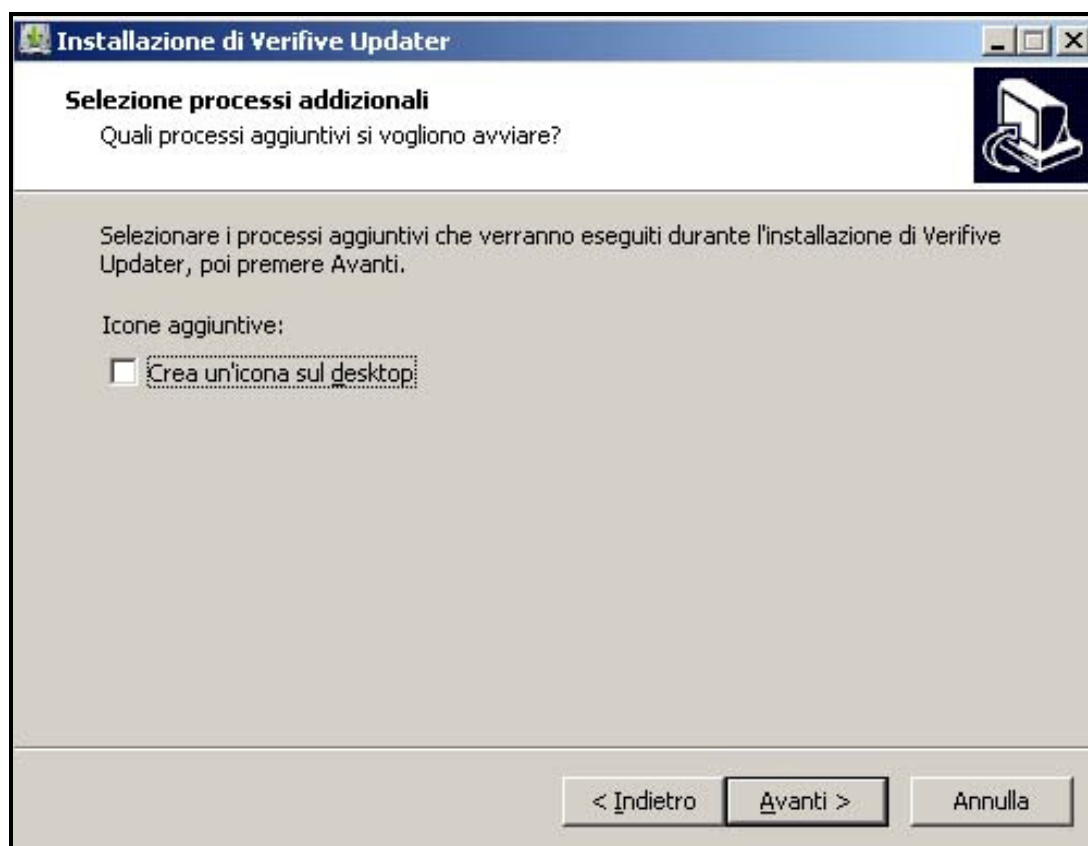 Installazione di Verifive Updater
Selezione processi addizionali
Quali processi aggiuntivi si vogliono avviare?
Selezionare i processi aggiuntivi che verranno eseguiti durante l'installazione di Verifive
Updater, poi premere Avanti.
Icone aggiuntive:
Crea un'icona sul desktop
< Indietro
Avanti >
Annulla